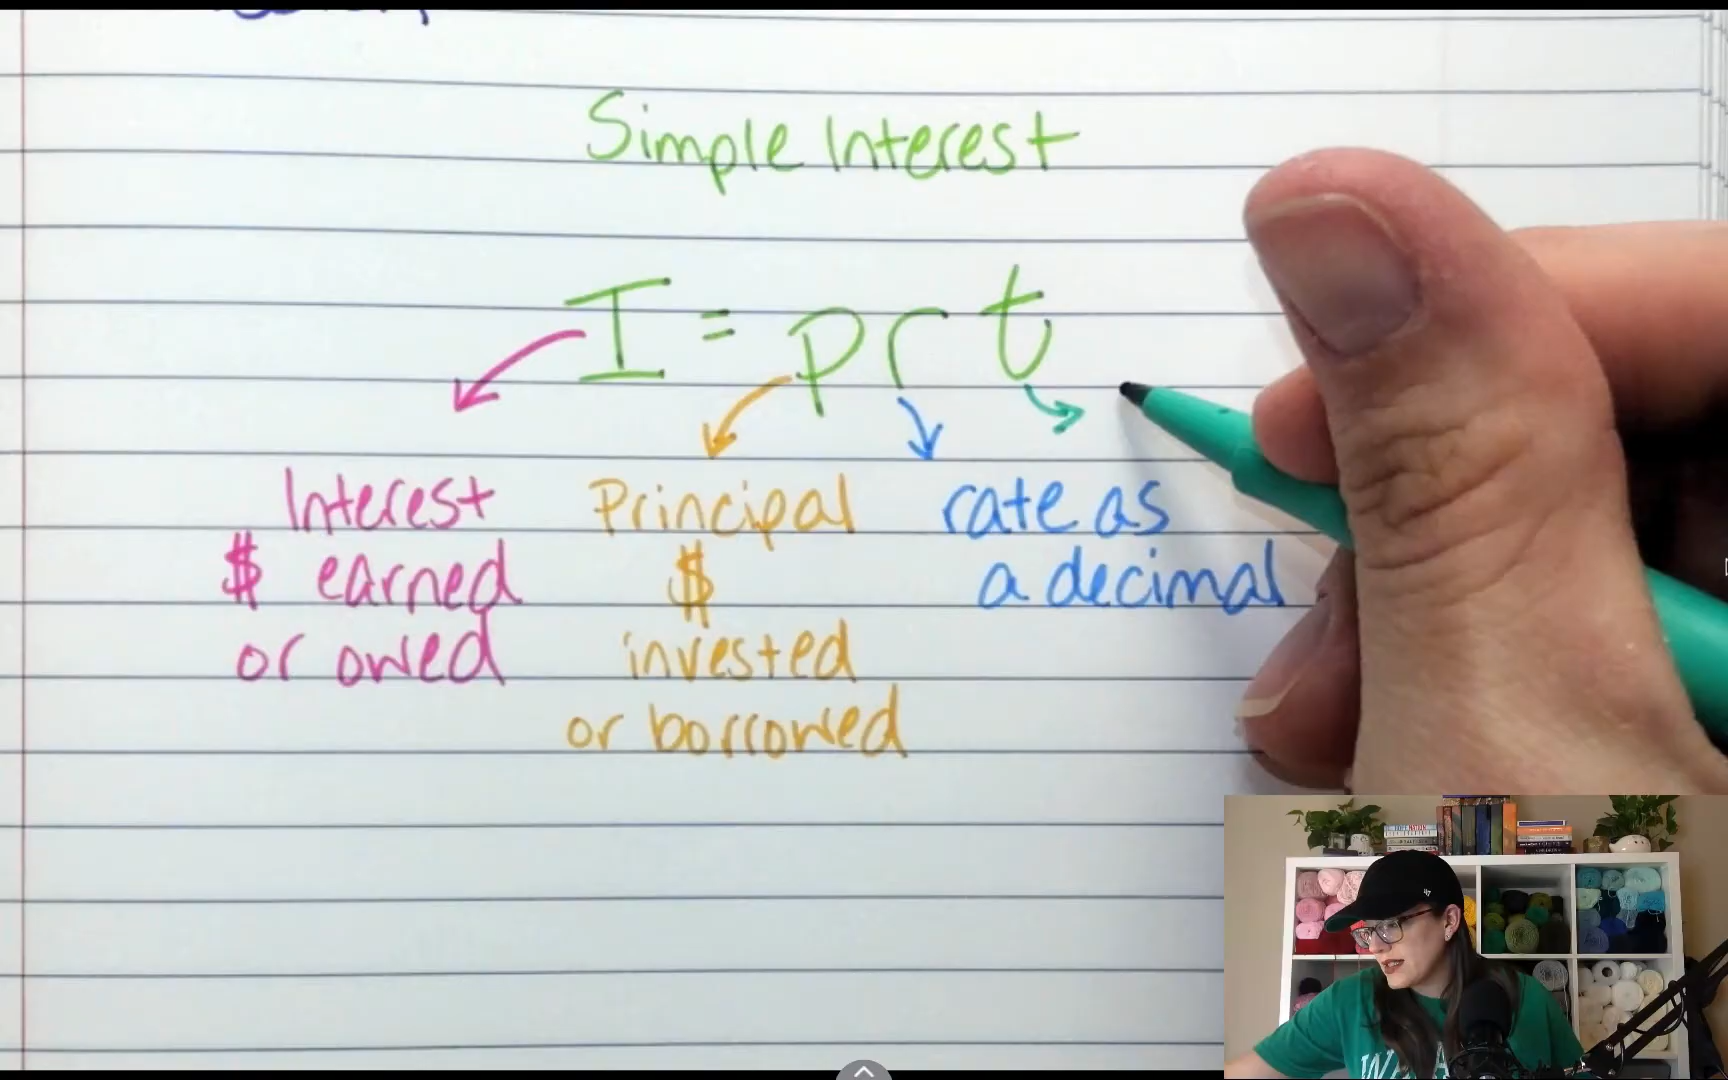 Simple Interest
I = prt
Interest
$ earned
or owed
Principal
$
invested
or borrowed
rate as
a decimal